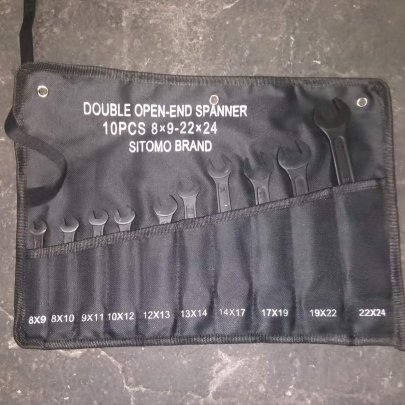 DOUBLE OPEN-END SPANNER
10PCS 8×9-22×24
SITOMO BRAND
8X9 8X10 9X11 10X12 12X13 13X14 14X17 17X19 19X22 22X24